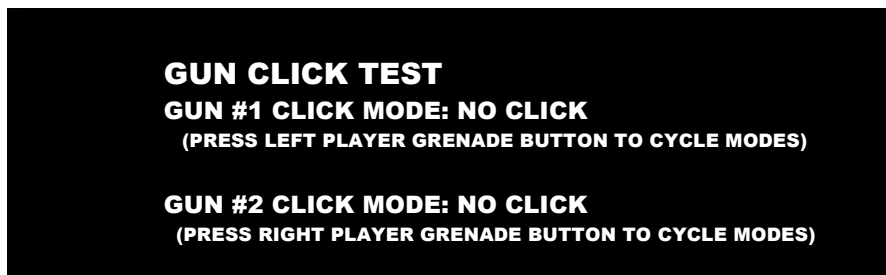 GUN CLICK TEST
GUN #1 CLICK MODE: NO CLICK
(PRESS LEFT PLAYER GRENADE BUTTON TO CYCLE MODES)
GUN #2 CLICK MODE: NO CLICK
(PRESS RIGHT PLAYER GRENADE BUTTON TO CYCLE MODES)